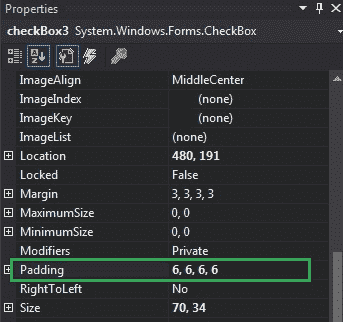 Properties
checkBox3 System.Windows.Forms.CheckBox
ImageAlign MiddleCenter
ImageIndex (none)
ImageKey (none)
ImageList (none)
Location 480, 191
Locked False
Margin 3, 3, 3, 3
MaximumSize 0, 0
MinimumSize 0, 0
Modifiers Private
Padding 6, 6, 6, 6
RightToLeft No
Size 70, 34